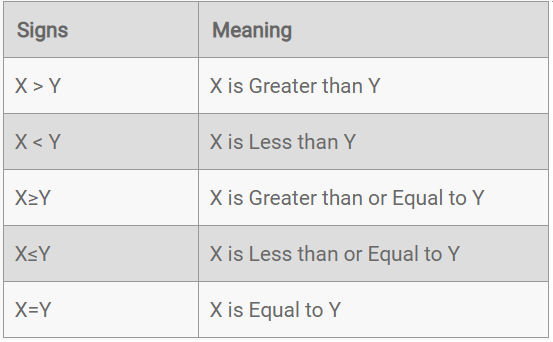 Signs Meaning
X > Y X is Greater than Y
X < Y X is Less than Y
X≥Y X is Greater than or Equal to Y
X≤Y X is Less than or Equal to Y
X=Y X is Equal to Y